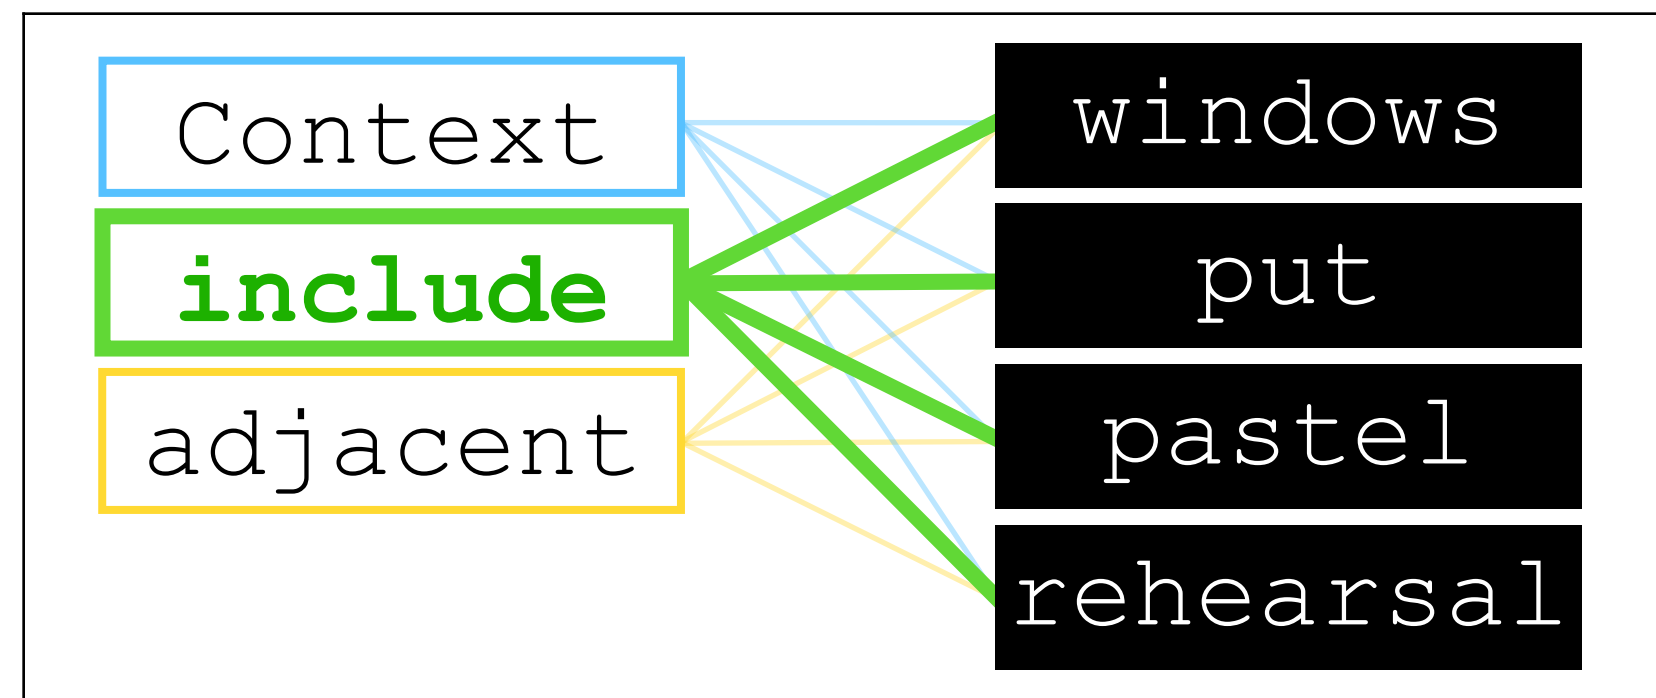 Context
include
adjacent
windows
put
pastel
rehearsal